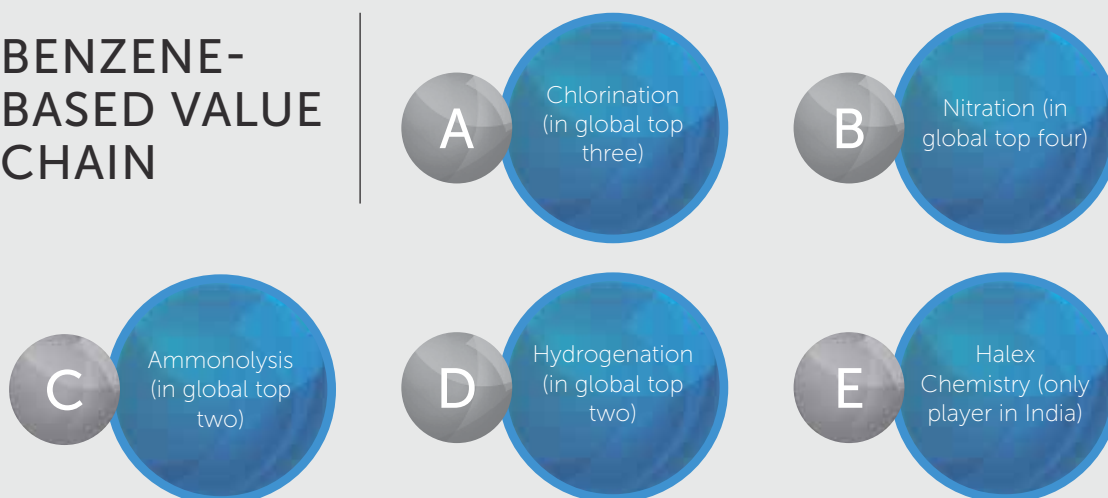 BENZENE-
BASED VALUE
CHAIN
A
Chlorination
(in global top
three)
B
Nitration (in
global top four)
C
Ammonolysis
(in global top
two)
D
Hydrogenation
(in global top
two)
E
Halex
Chemistry (only
player in India)